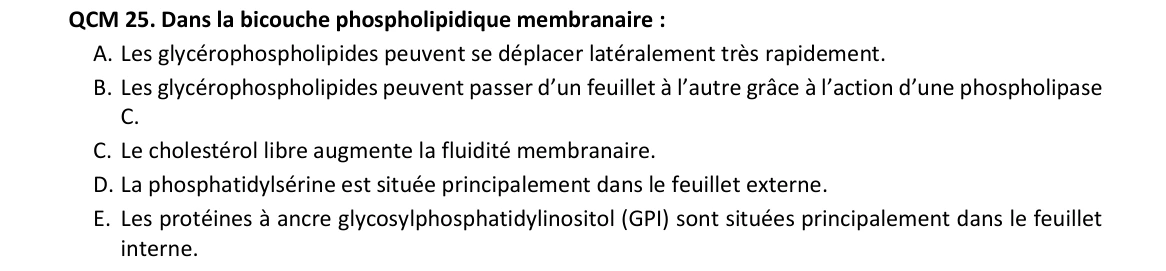 QCM 25. Dans la bicouche phospholipidique membranaire :
A. Les glycérophospholipides peuvent se déplacer latéralement très rapidement.
B. Les glycérophospholipides peuvent passer d’un feuillet à l’autre grâce à l’action d’une phospholipase
C.
C. Le cholestérol libre augmente la fluidité membranaire.
D. La phosphatidylsérine est située principalement dans le feuillet externe.
E. Les protéines à ancre glycosylphosphatidylinositol (GPI) sont situées principalement dans le feuillet
interne.